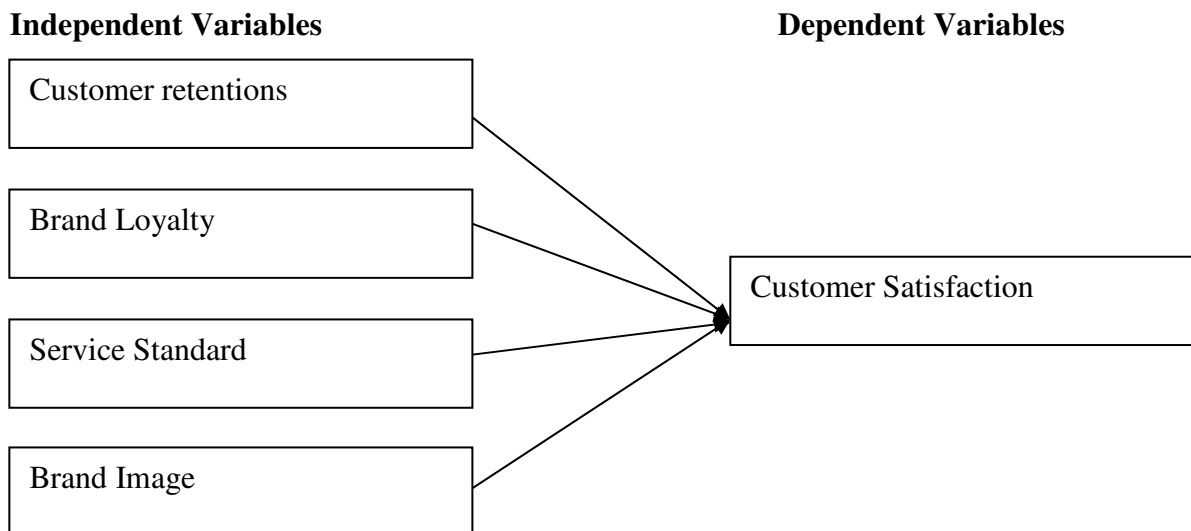 Independent Variables
Dependent Variables
Customer retentions
Brand Loyalty
Customer Satisfaction
Service Standard
Brand Image